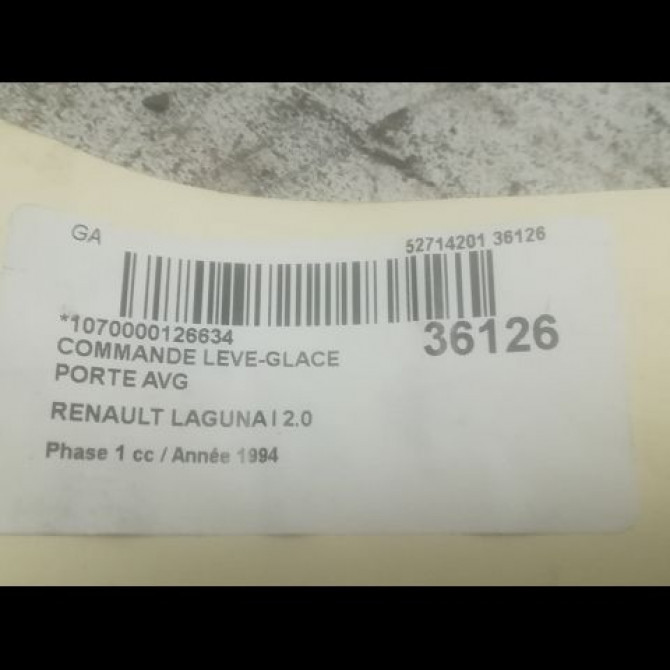 GA
52714201 36126
*1070000126634
36126
COMMANDE LEVE-GLACE
PORTE AVG
RENAULT LAGUNA I 2.0
Phase 1 cc / Année 1994